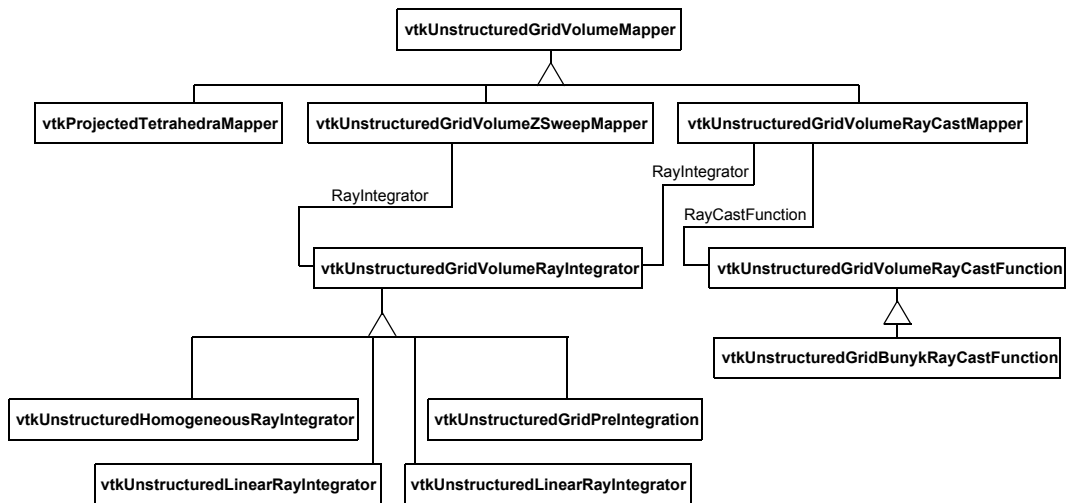 vtkUnstructuredGridVolumeMapper
vtkProjectedTetrahedraMapper
vtkUnstructuredGridVolumeZSweepMapper
vtkUnstructuredGridVolumeRayCastMapper
RayIntegrator
RayIntegrator
RayCastFunction
vtkUnstructuredGridVolumeRayIntegrator
vtkUnstructuredGridVolumeRayCastFunction
vtkUnstructuredGridBunykRayCastFunction
vtkUnstructuredHomogeneousRayIntegrator
vtkUnstructuredGridPreIntegration
vtkUnstructuredLinearRayIntegrator
vtkUnstructuredLinearRayIntegrator